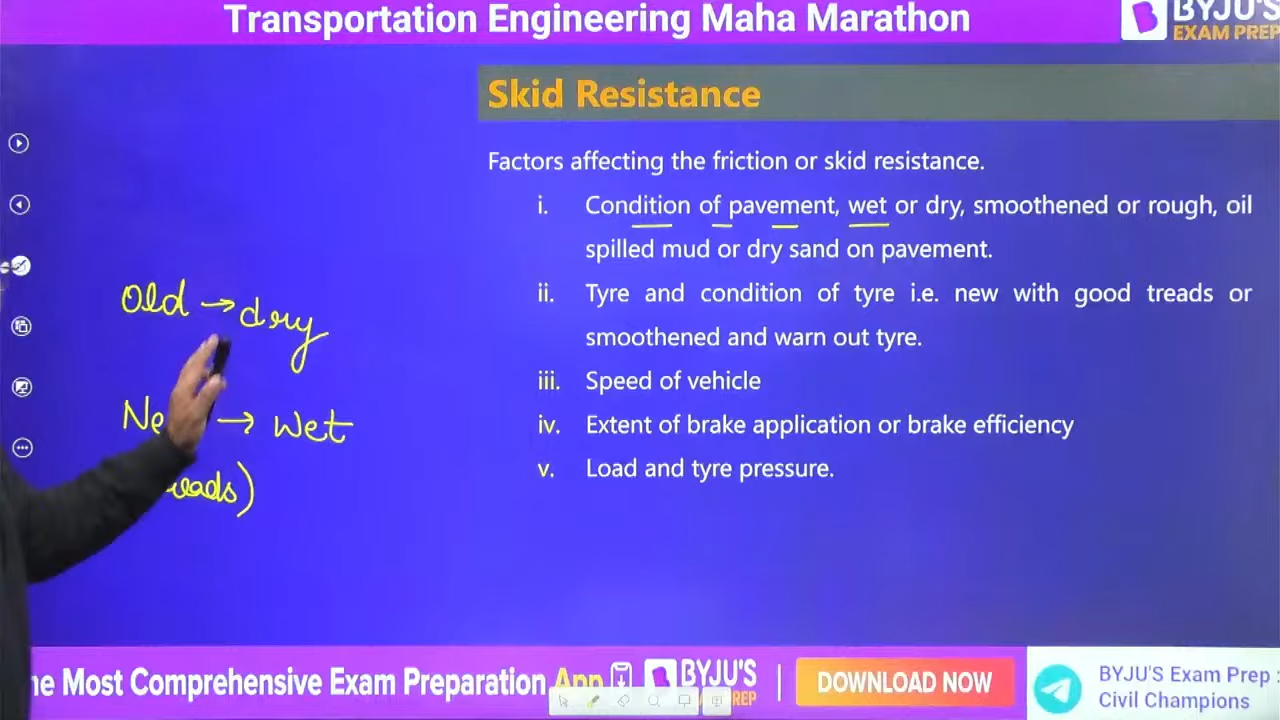 Transportation Engineering Maha Marathon
BYJU'S
EXAM PREP
Skid Resistance
Factors affecting the friction or skid resistance.
i. Condition of pavement, wet or dry, smoothened or rough, oil
spilled mud or dry sand on pavement.
ii. Tyre and condition of tyre i.e. new with good treads or
smoothened and warn out tyre.
iii. Speed of vehicle
iv. Extent of brake application or brake efficiency
v. Load and tyre pressure.
Old → dry
→ Wet
Most Comprehensive Exam Preparation App
BYJU'S
DOWNLOAD NOW
BYJU'S Exam Prep :
Civil Champions